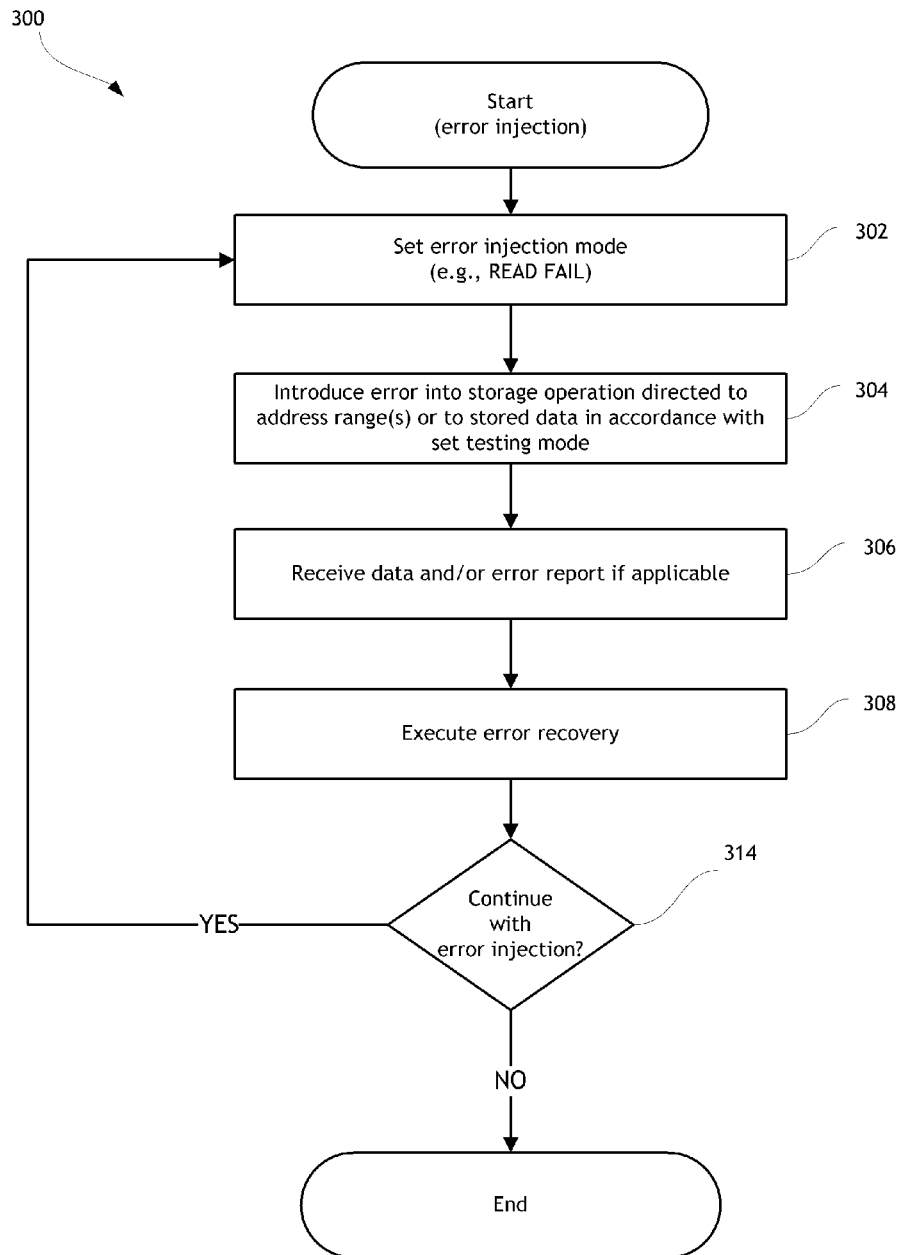 300
Start
(error injection)
Set error injection mode
(e.g., READ FAIL)
302
Introduce error into storage operation directed to
address range(s) or to stored data in accordance with
set testing mode
304
Receive data and/or error report if applicable
306
Execute error recovery
308
Continue
with
error injection?
314
YES
NO
End